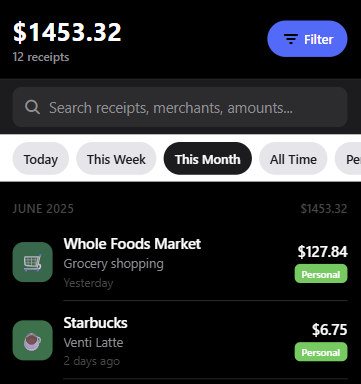 $1453.32
12 receipts
Filter
Search receipts, merchants, amounts...
Today
This Week
This Month
All Time
Pe
JUNE 2025
$1453.32
Whole Foods Market
$127.84
Grocery shopping
Personal
Yesterday
Starbucks
$6.75
Venti Latte
Personal
2 days ago